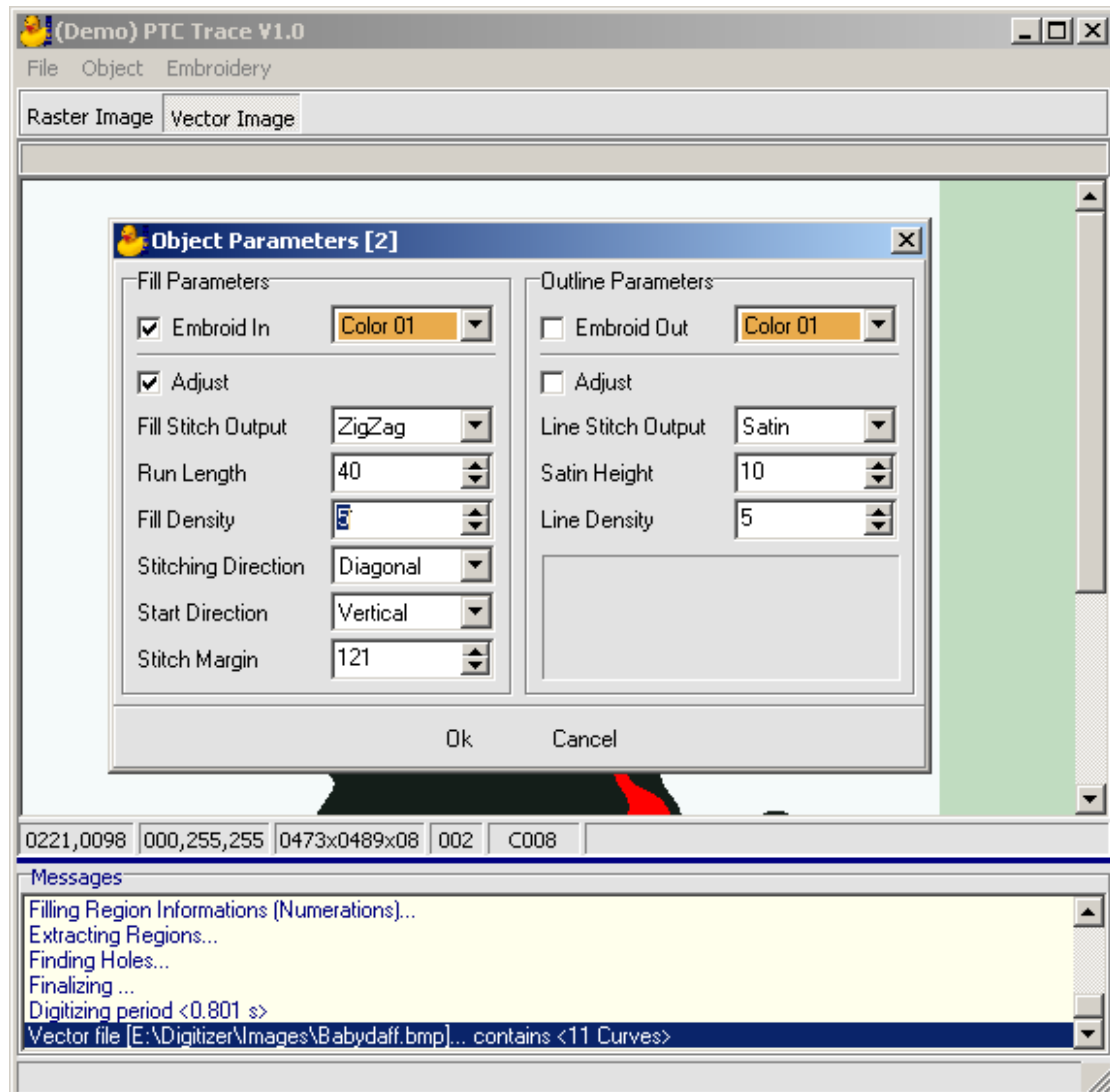 (Demo) PTC Trace V1.0
File Object Embroidery
Raster Image Vector Image
Object Parameters [2]
Fill Parameters
Embroid In Color 01
Adjust
Fill Stitch Output ZigZag
Run Length 40
Fill Density 5
Stitching Direction Diagonal
Start Direction Vertical
Stitch Margin 121
Outline Parameters
Embroid Out Color 01
Adjust
Line Stitch Output Satin
Satin Height 10
Line Density 5
Ok Cancel
0221,0098 000,255,255 0473x0489x08 002 C008
Messages
Filling Region Informations (Numerations)...
Extracting Regions...
Finding Holes...
Finalizing ...
Digitizing period <0.801 s>
Vector file [E:\Digitizer\Images\Babydaff.bmp]... contains <11 Curves>